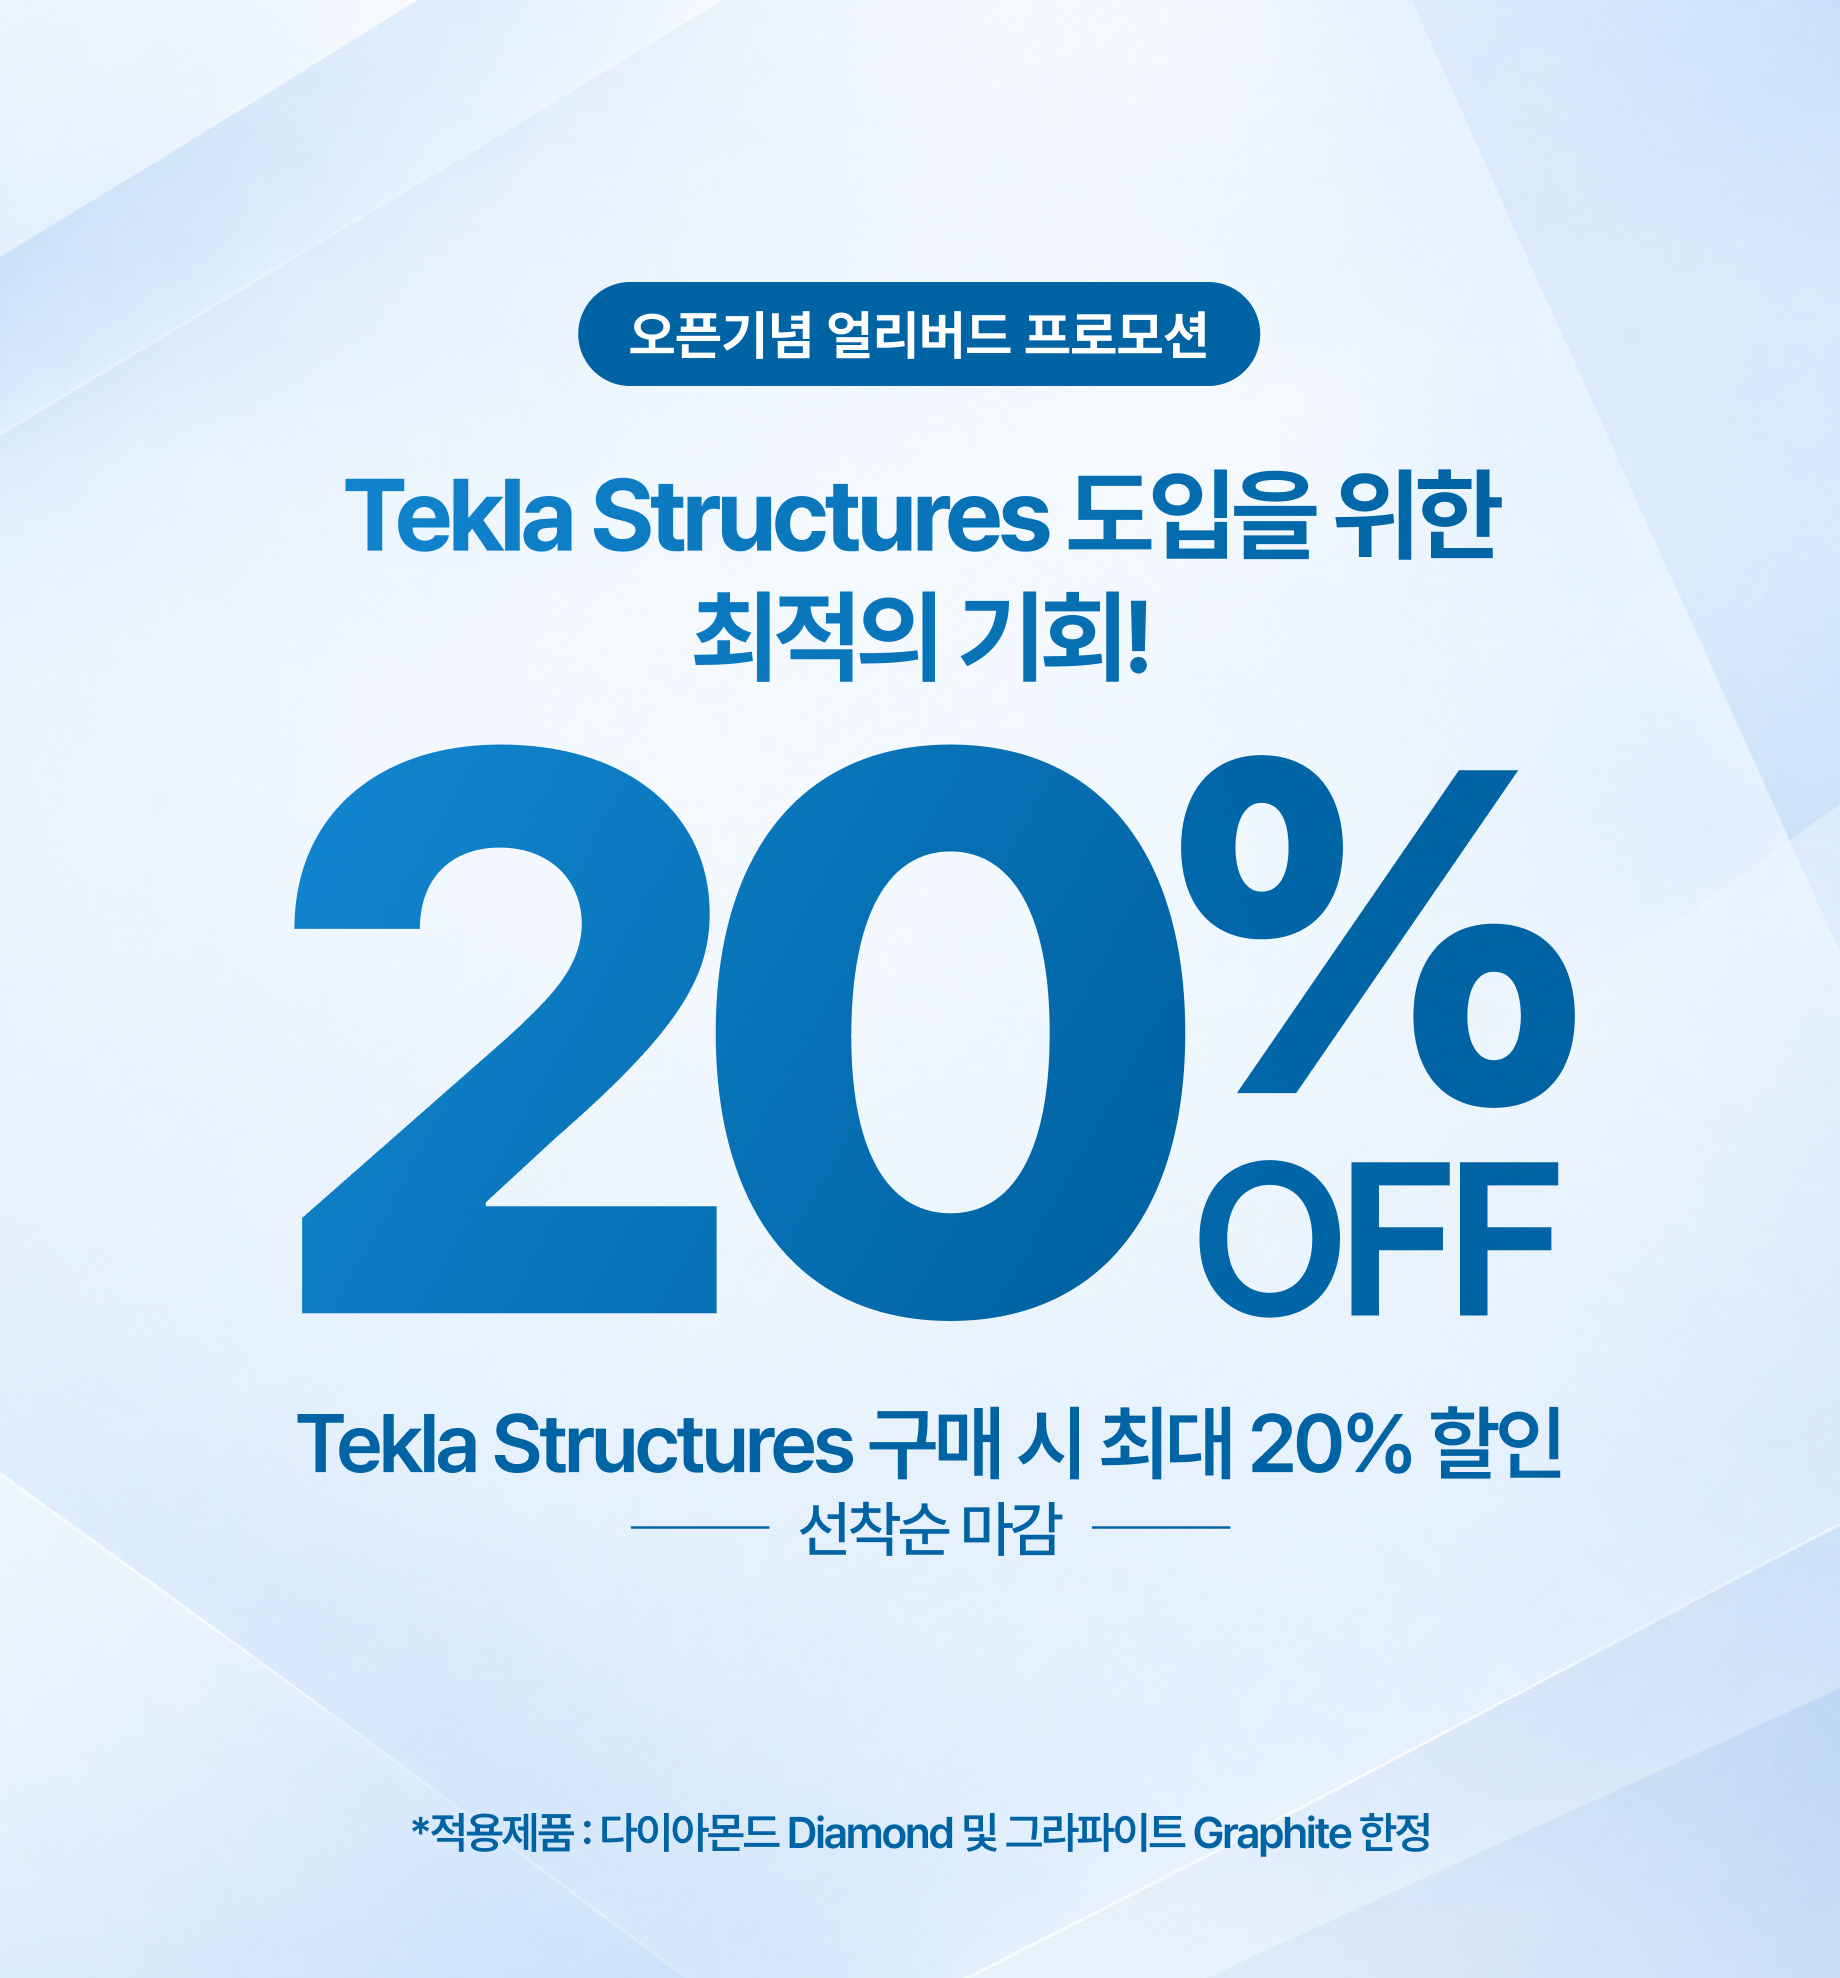 오픈기념 얼리버드 프로모션
Tekla Structures 도입을 위한
최적의 기회!
20%
OFF
Tekla Structures 구매 시 최대 20% 할인
선착순 마감
*적용제품 : 다이아몬드 Diamond 및 그라파이트 Graphite 한정